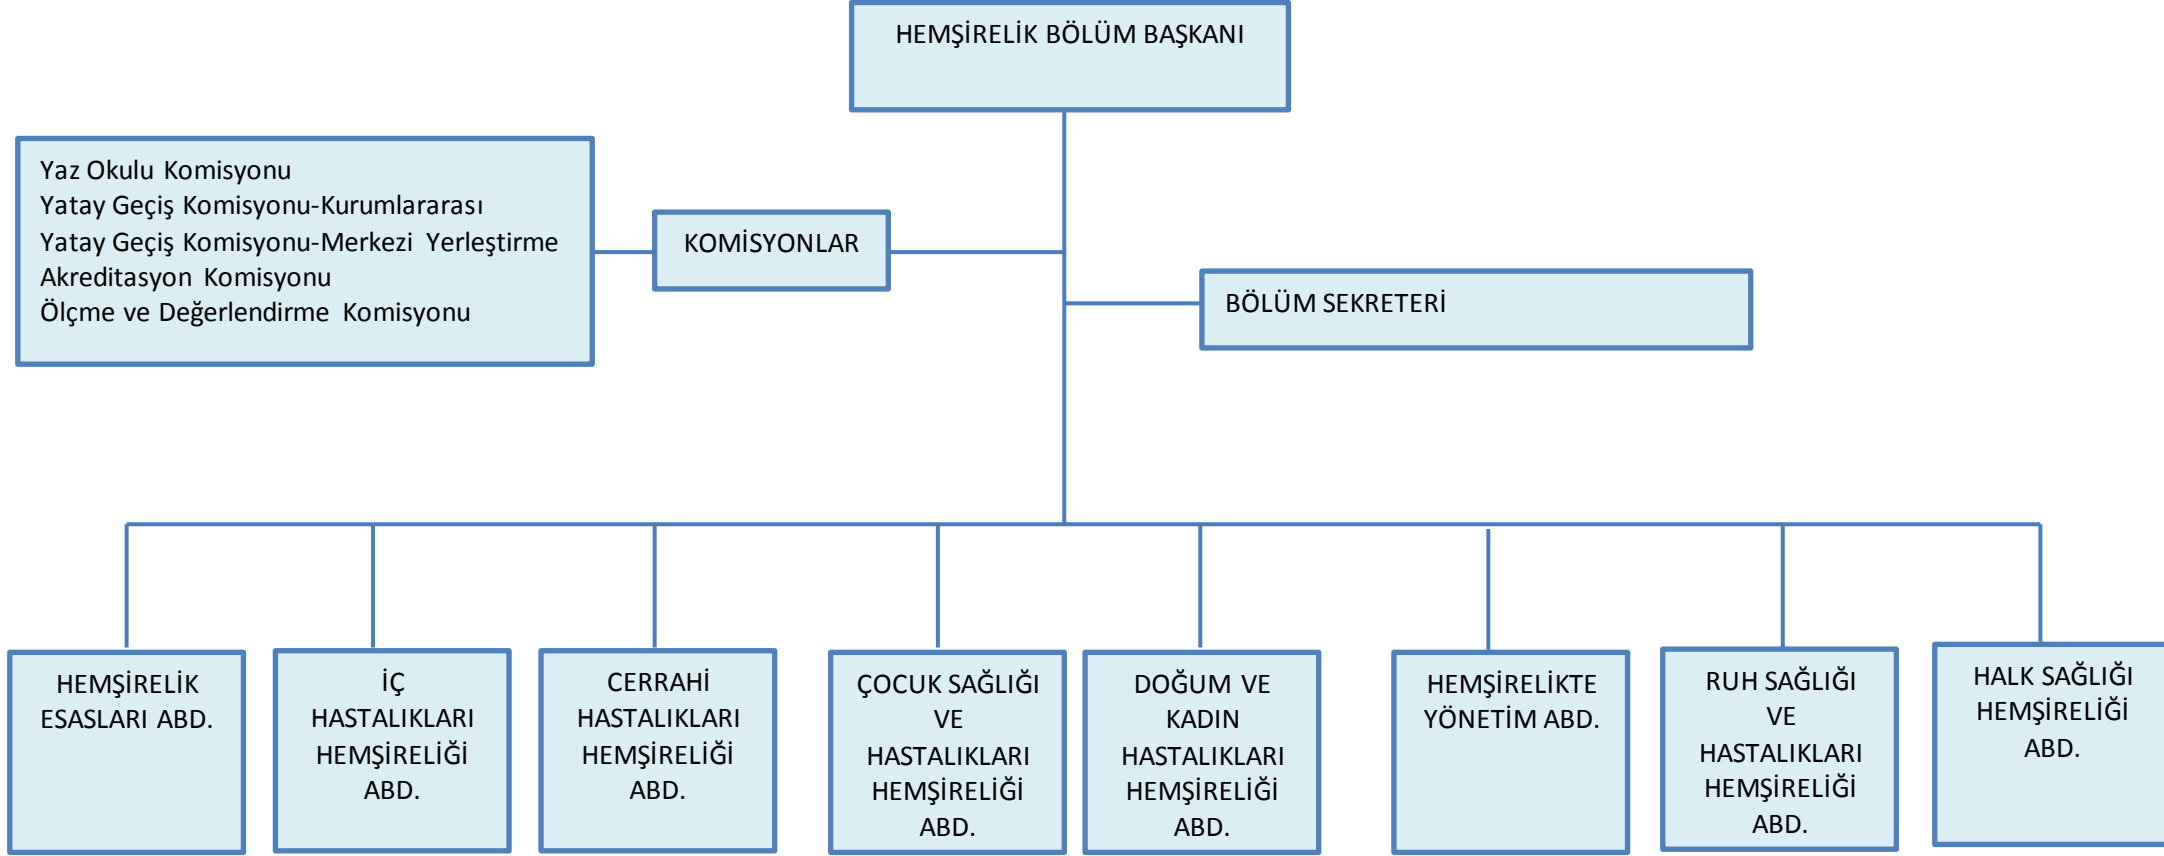 HEMŞİRELİK BÖLÜM BAŞKANI
Yaz Okulu Komisyonu
Yatay Geçiş Komisyonu-Kurumlararası
Yatay Geçiş Komisyonu-Merkezi Yerleştirme
Akreditasyon Komisyonu
Ölçme ve Değerlendirme Komisyonu
KOMİSYONLAR
BÖLÜM SEKRETERİ
HEMŞİRELİK
ESASLARI ABD.
İÇ
HASTALIKLARI
HEMŞİRELİĞİ
ABD.
CERRAHİ
HASTALIKLARI
HEMŞİRELİĞİ
ABD.
ÇOCUK SAĞLIĞI
VE
HASTALIKLARI
HEMŞİRELİĞİ
ABD.
DOĞUM VE
KADIN
HASTALIKLARI
HEMŞİRELİĞİ
ABD.
HEMŞİRELİKTE
YÖNETİM ABD.
RUH SAĞLIĞI
VE
HASTALIKLARI
HEMŞİRELİĞİ
ABD.
HALK SAĞLIĞI
HEMŞİRELİĞİ
ABD.